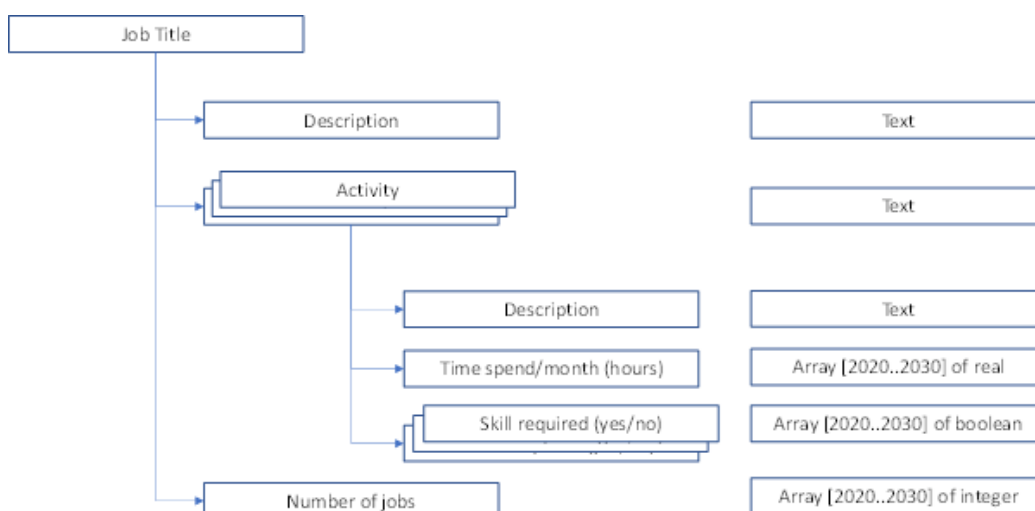 Job Title
Description
Text
Activity
Text
Description
Text
Time spend/month (hours)
Array [2020..2030] of real
Skill required (yes/no)
Array [2020..2030] of boolean
Number of jobs
Array [2020..2030] of integer